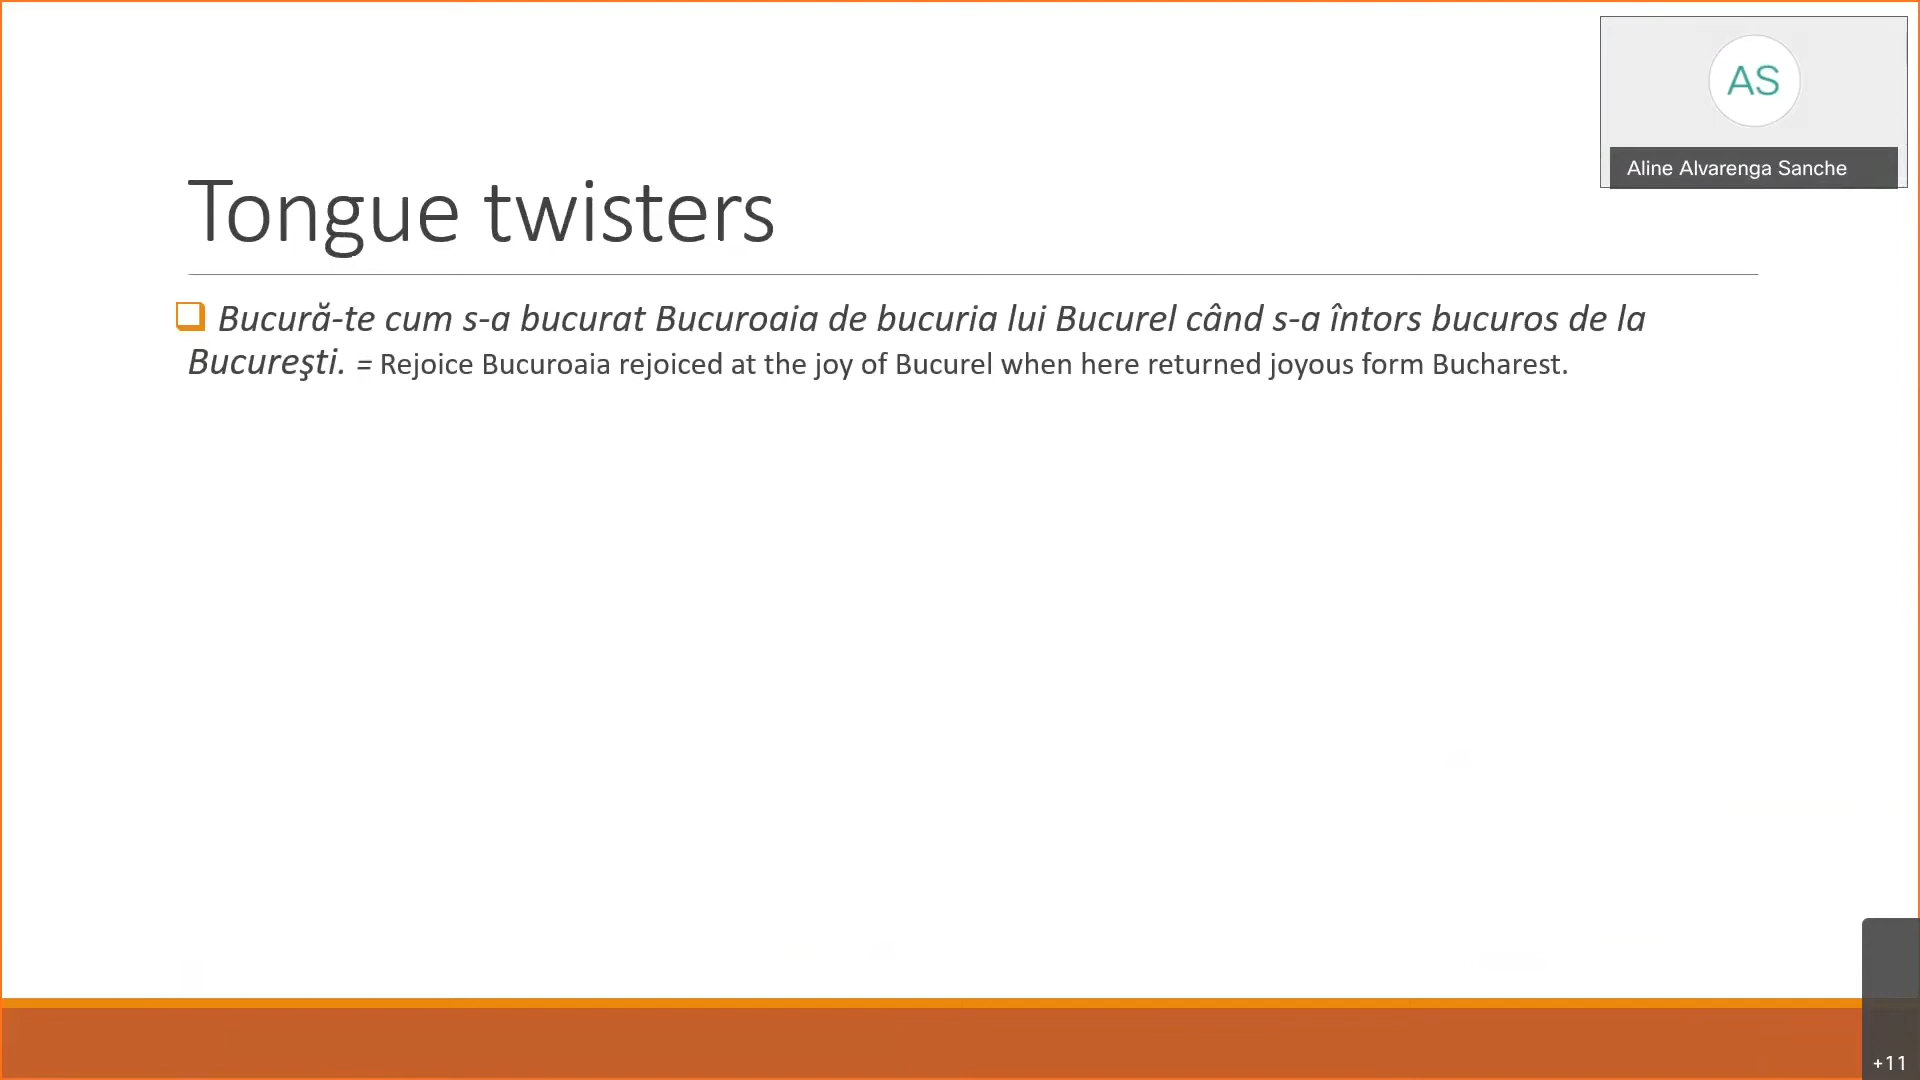 AS
Aline Alvarenga Sanche
Tongue twisters
Bucură-te cum s-a bucurat Bucuroaia de bucuria lui Bucurel când s-a întors bucuros de la
Bucureşti. = Rejoice Bucuroaia rejoiced at the joy of Bucurel when here returned joyous form Bucharest.
+11